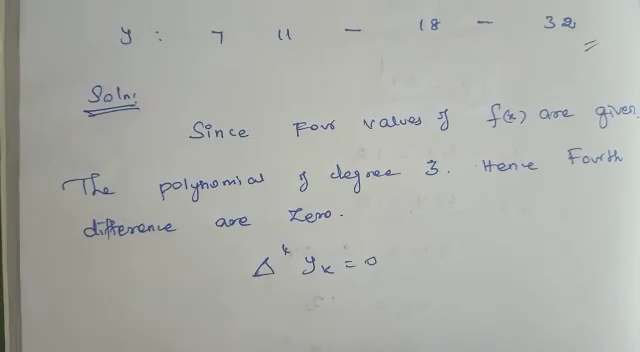 y : 7 11 - 18 - 32
Soln:
Since Four values of f(x) are given.
The polynomial of degree 3. Hence Fourth
difference are Zero.
Δ^k y_k = 0